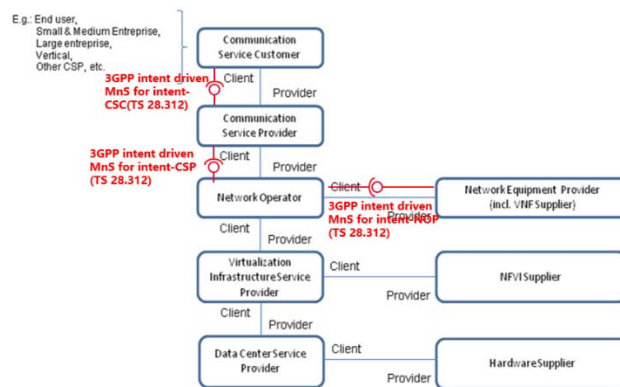 E.g.: End user,
Small & Medium Entreprise,
Large entreprise,
Vertical,
Other CSP, etc.
Communication
Service Customer
3GPP intent driven
MnS for intent-
CSC(TS 28.312)
Client
Provider
Communication
Service Provider
3GPP intent driven
MnS for intent-CSP
(TS 28.312)
Client
Provider
Network Operator
Client
Provider
3GPP intent driven
MnS for intent-NOP
(TS 28.312)
Network Equipment Provider
(incl. VNF Supplier)
Client
Provider
Virtualization
Infrastructure Service
Provider
Client
Provider
NFVI Supplier
Client
Provider
Data Center Service
Provider
Client
Provider
Hardware Supplier